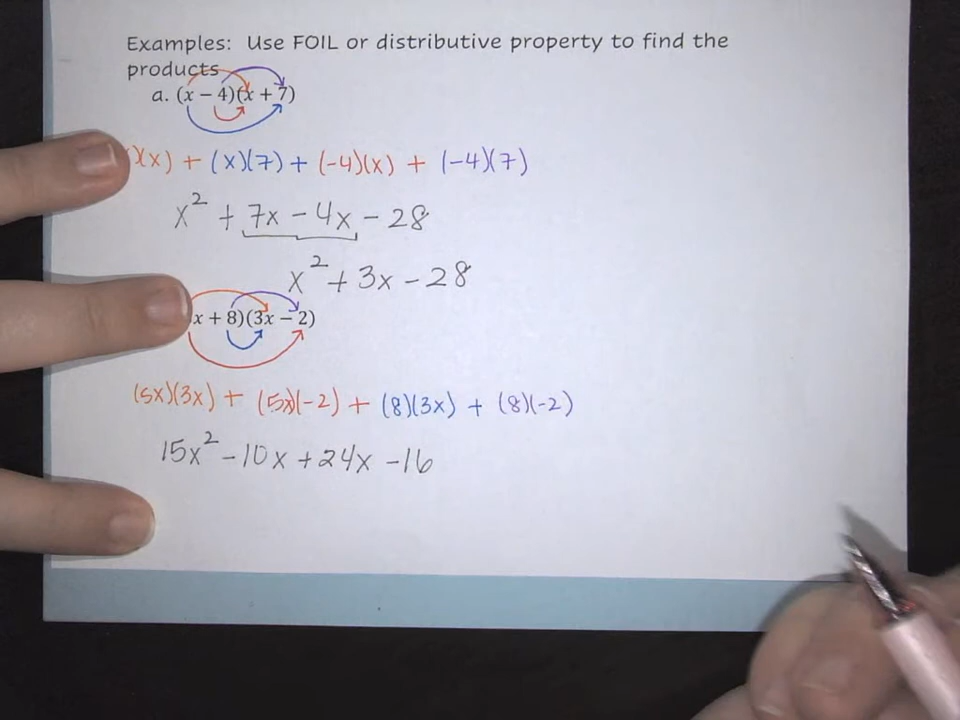 Examples: Use FOIL or distributive property to find the
products
a. (x − 4)(x + 7)
)(x) + (x)(7) + (-4)(x) + (-4)(7)
x² + 7x - 4x - 28
x² + 3x - 28
x + 8)(3x − 2)
(5x)(3x) + (5x)(-2) + (8)(3x) + (8)(-2)
15x² - 10x + 24x - 16